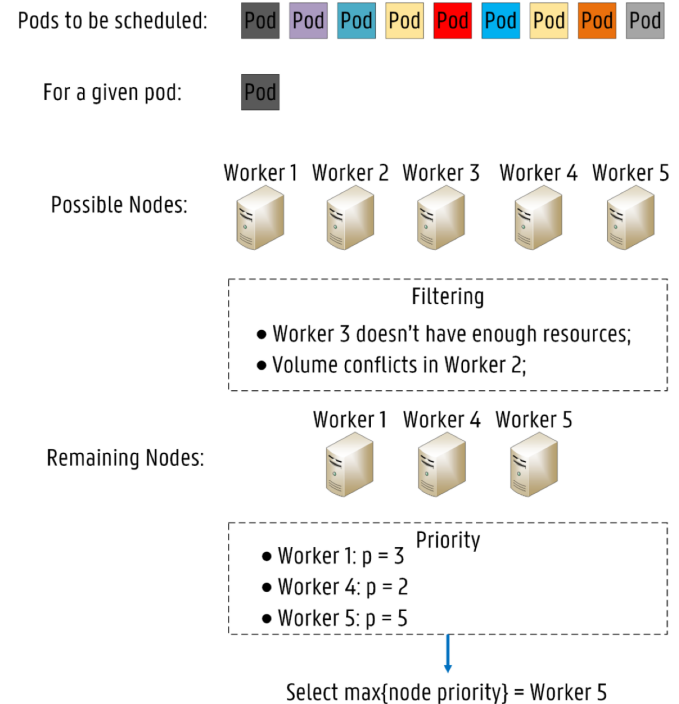 Pods to be scheduled: Pod Pod Pod Pod Pod Pod Pod Pod Pod
For a given pod: Pod
Worker 1 Worker 2 Worker 3 Worker 4 Worker 5
Possible Nodes:
Filtering
● Worker 3 doesn't have enough resources;
● Volume conflicts in Worker 2;
Worker 1 Worker 4 Worker 5
Remaining Nodes:
Priority
● Worker 1: p = 3
● Worker 4: p = 2
● Worker 5: p = 5
Select max{node priority} = Worker 5